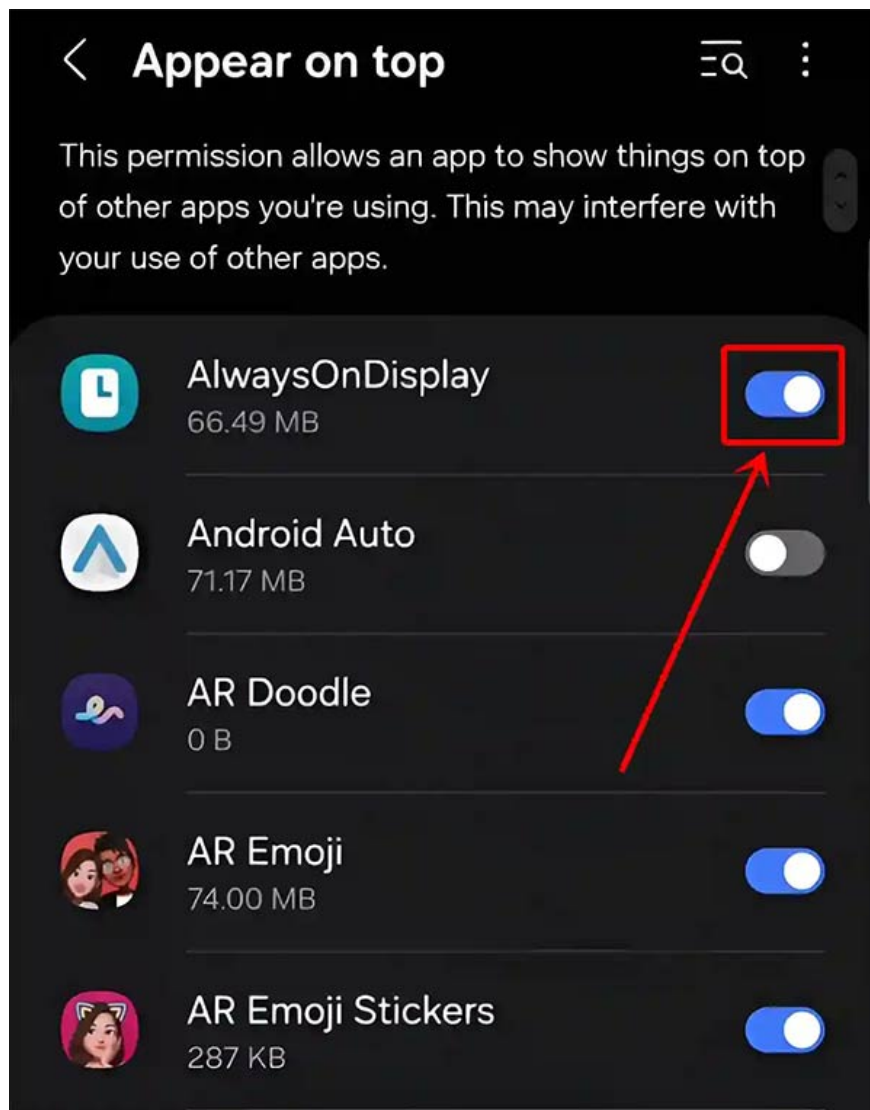 Appear on top
This permission allows an app to show things on top
of other apps you're using. This may interfere with
your use of other apps.
AlwaysOnDisplay
66.49 MB
Android Auto
71.17 MB
AR Doodle
0 B
AR Emoji
74.00 MB
AR Emoji Stickers
287 KB